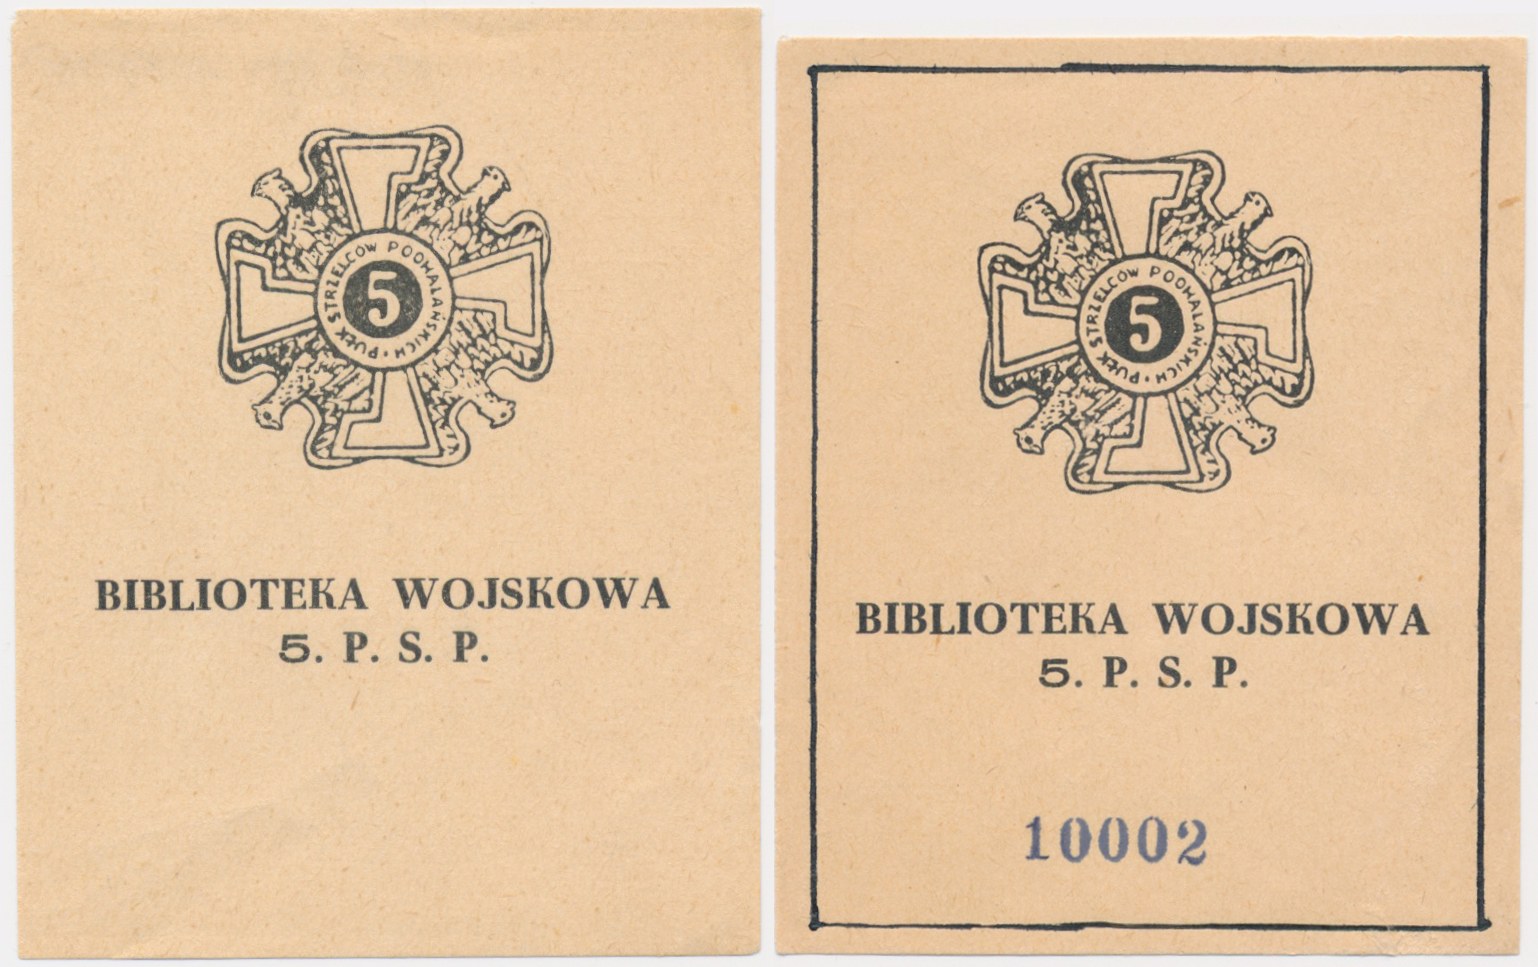 5
PUŁK STRZELCÓW PODHALAŃSKICH
BIBLIOTEKA WOJSKOWA
5. P. S. P.
5
PUŁK STRZELCÓW PODHALAŃSKICH
BIBLIOTEKA WOJSKOWA
5. P. S. P.
10002